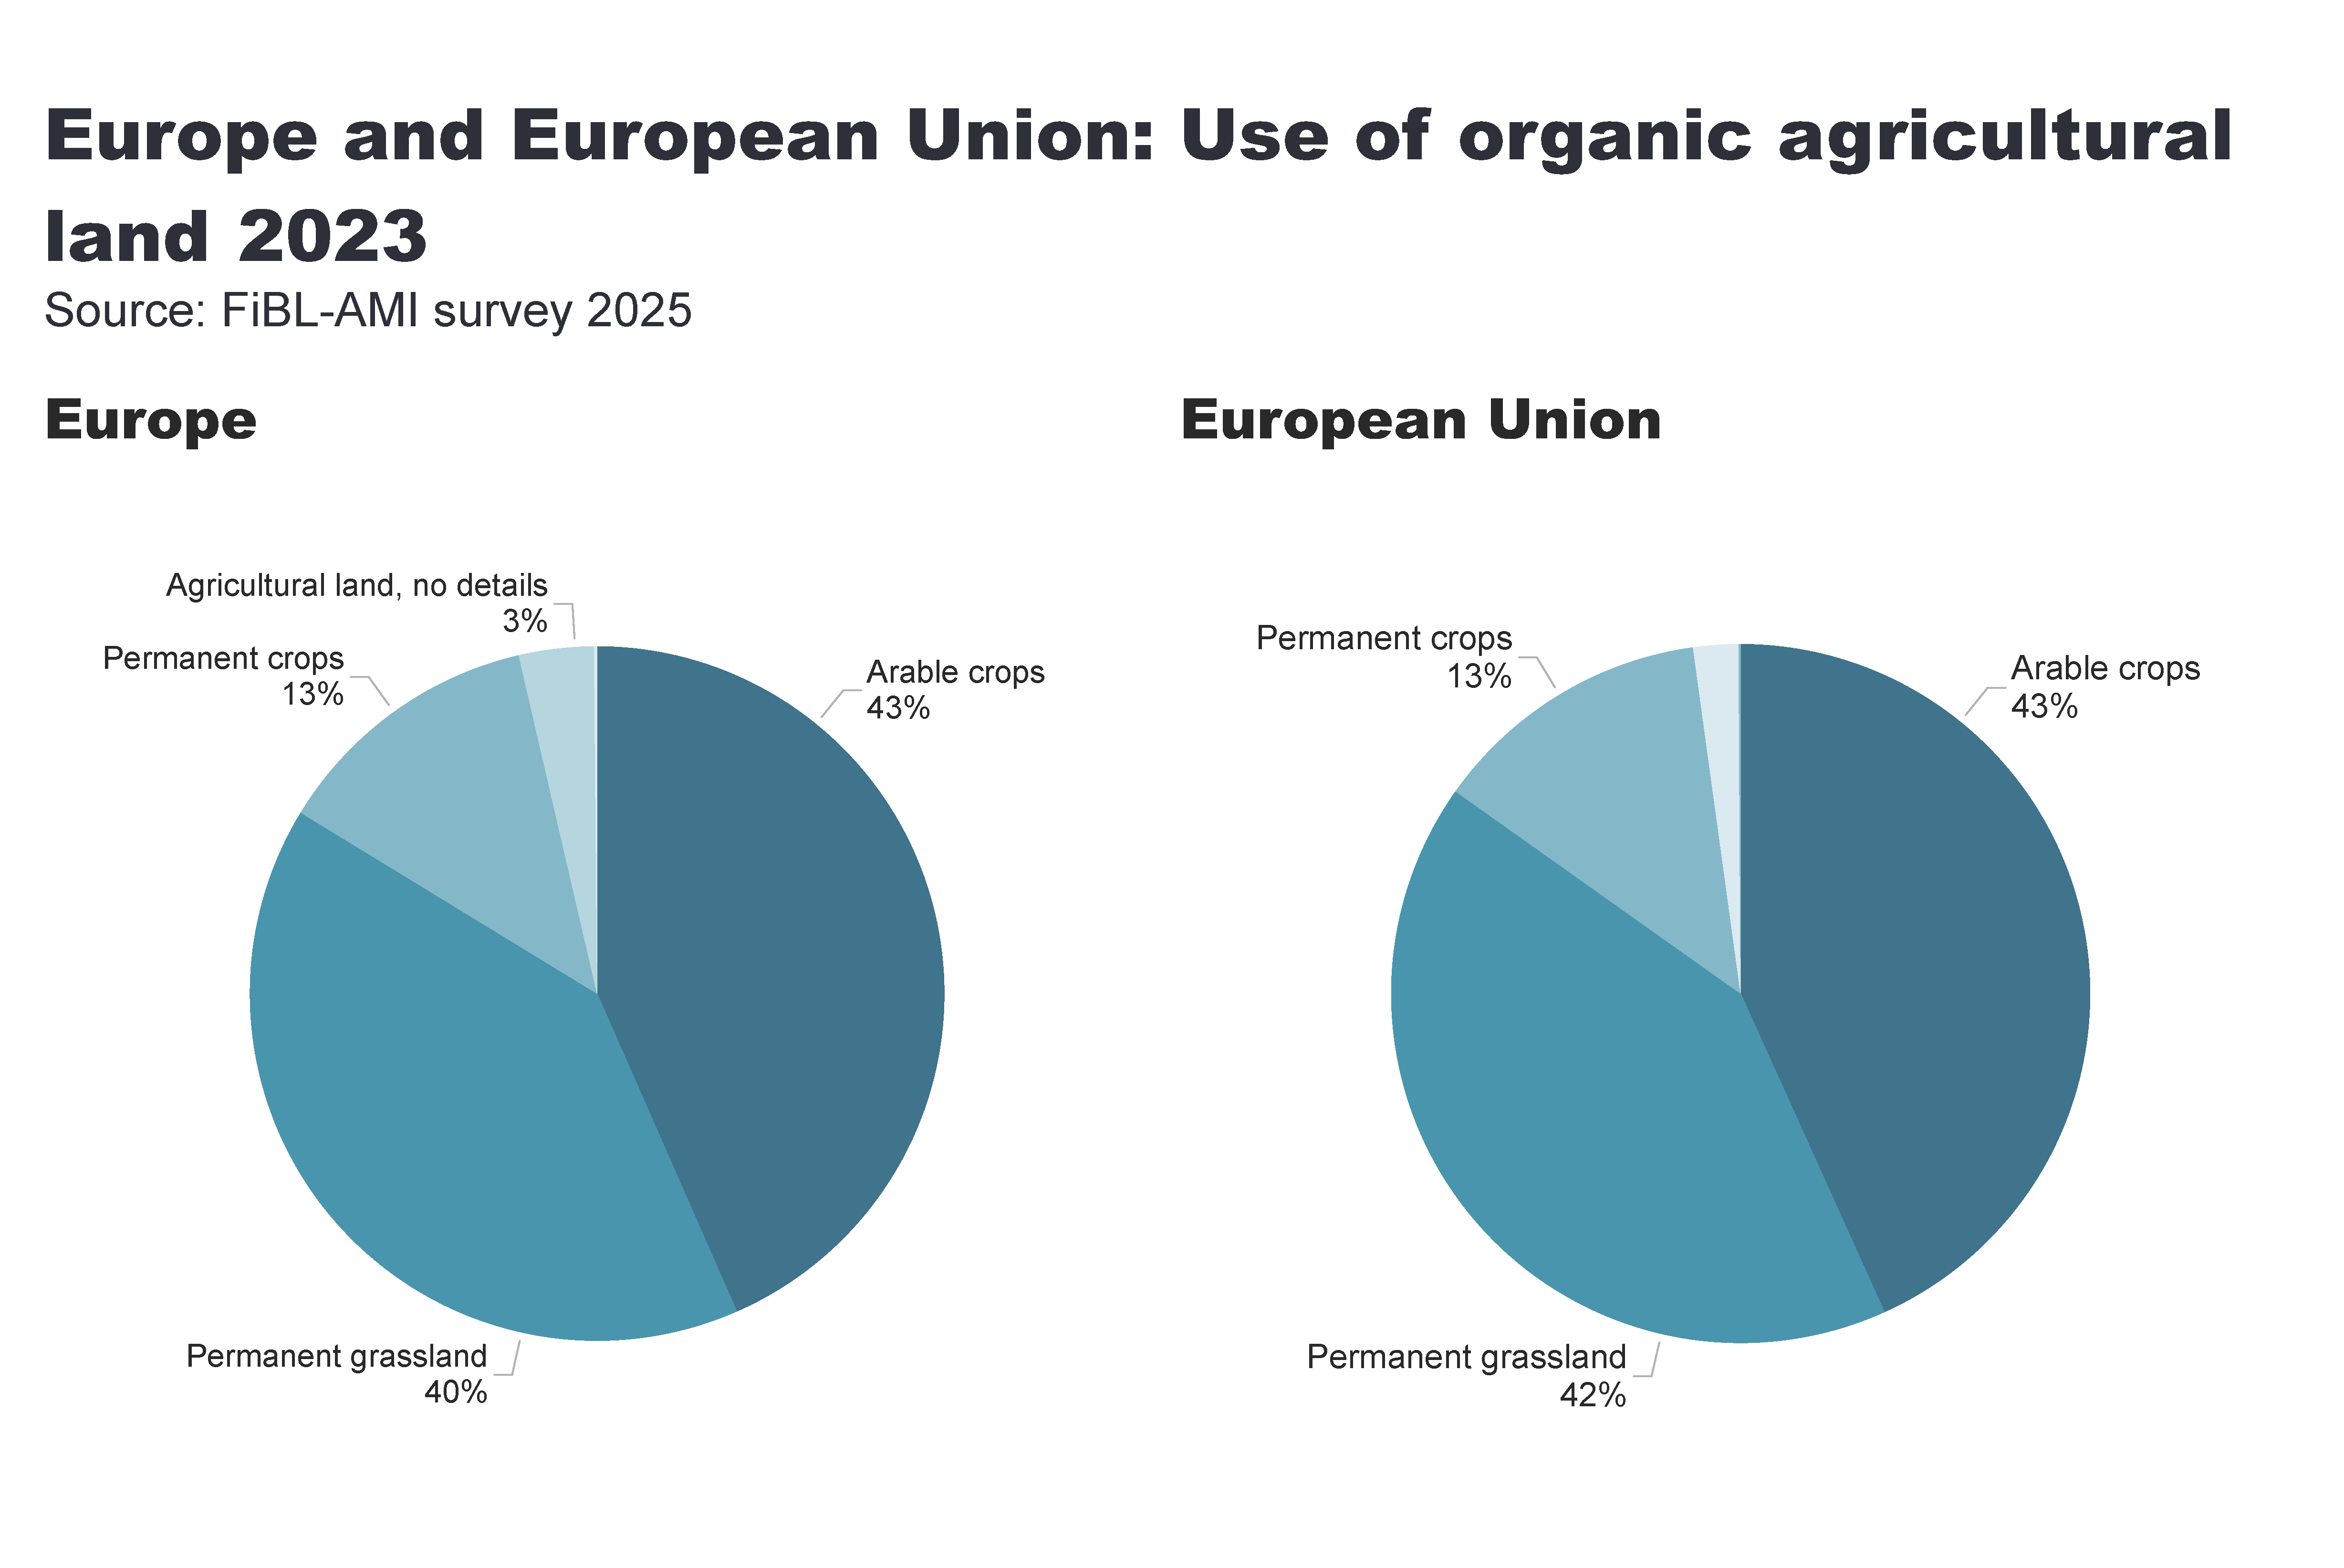 Europe and European Union: Use of organic agricultural
land 2023
Source: FiBL-AMI survey 2025
Europe
European Union
Agricultural land, no details
3%
Permanent crops
13%
Arable crops
43%
Permanent grassland
40%
Permanent crops
13%
Arable crops
43%
Permanent grassland
42%